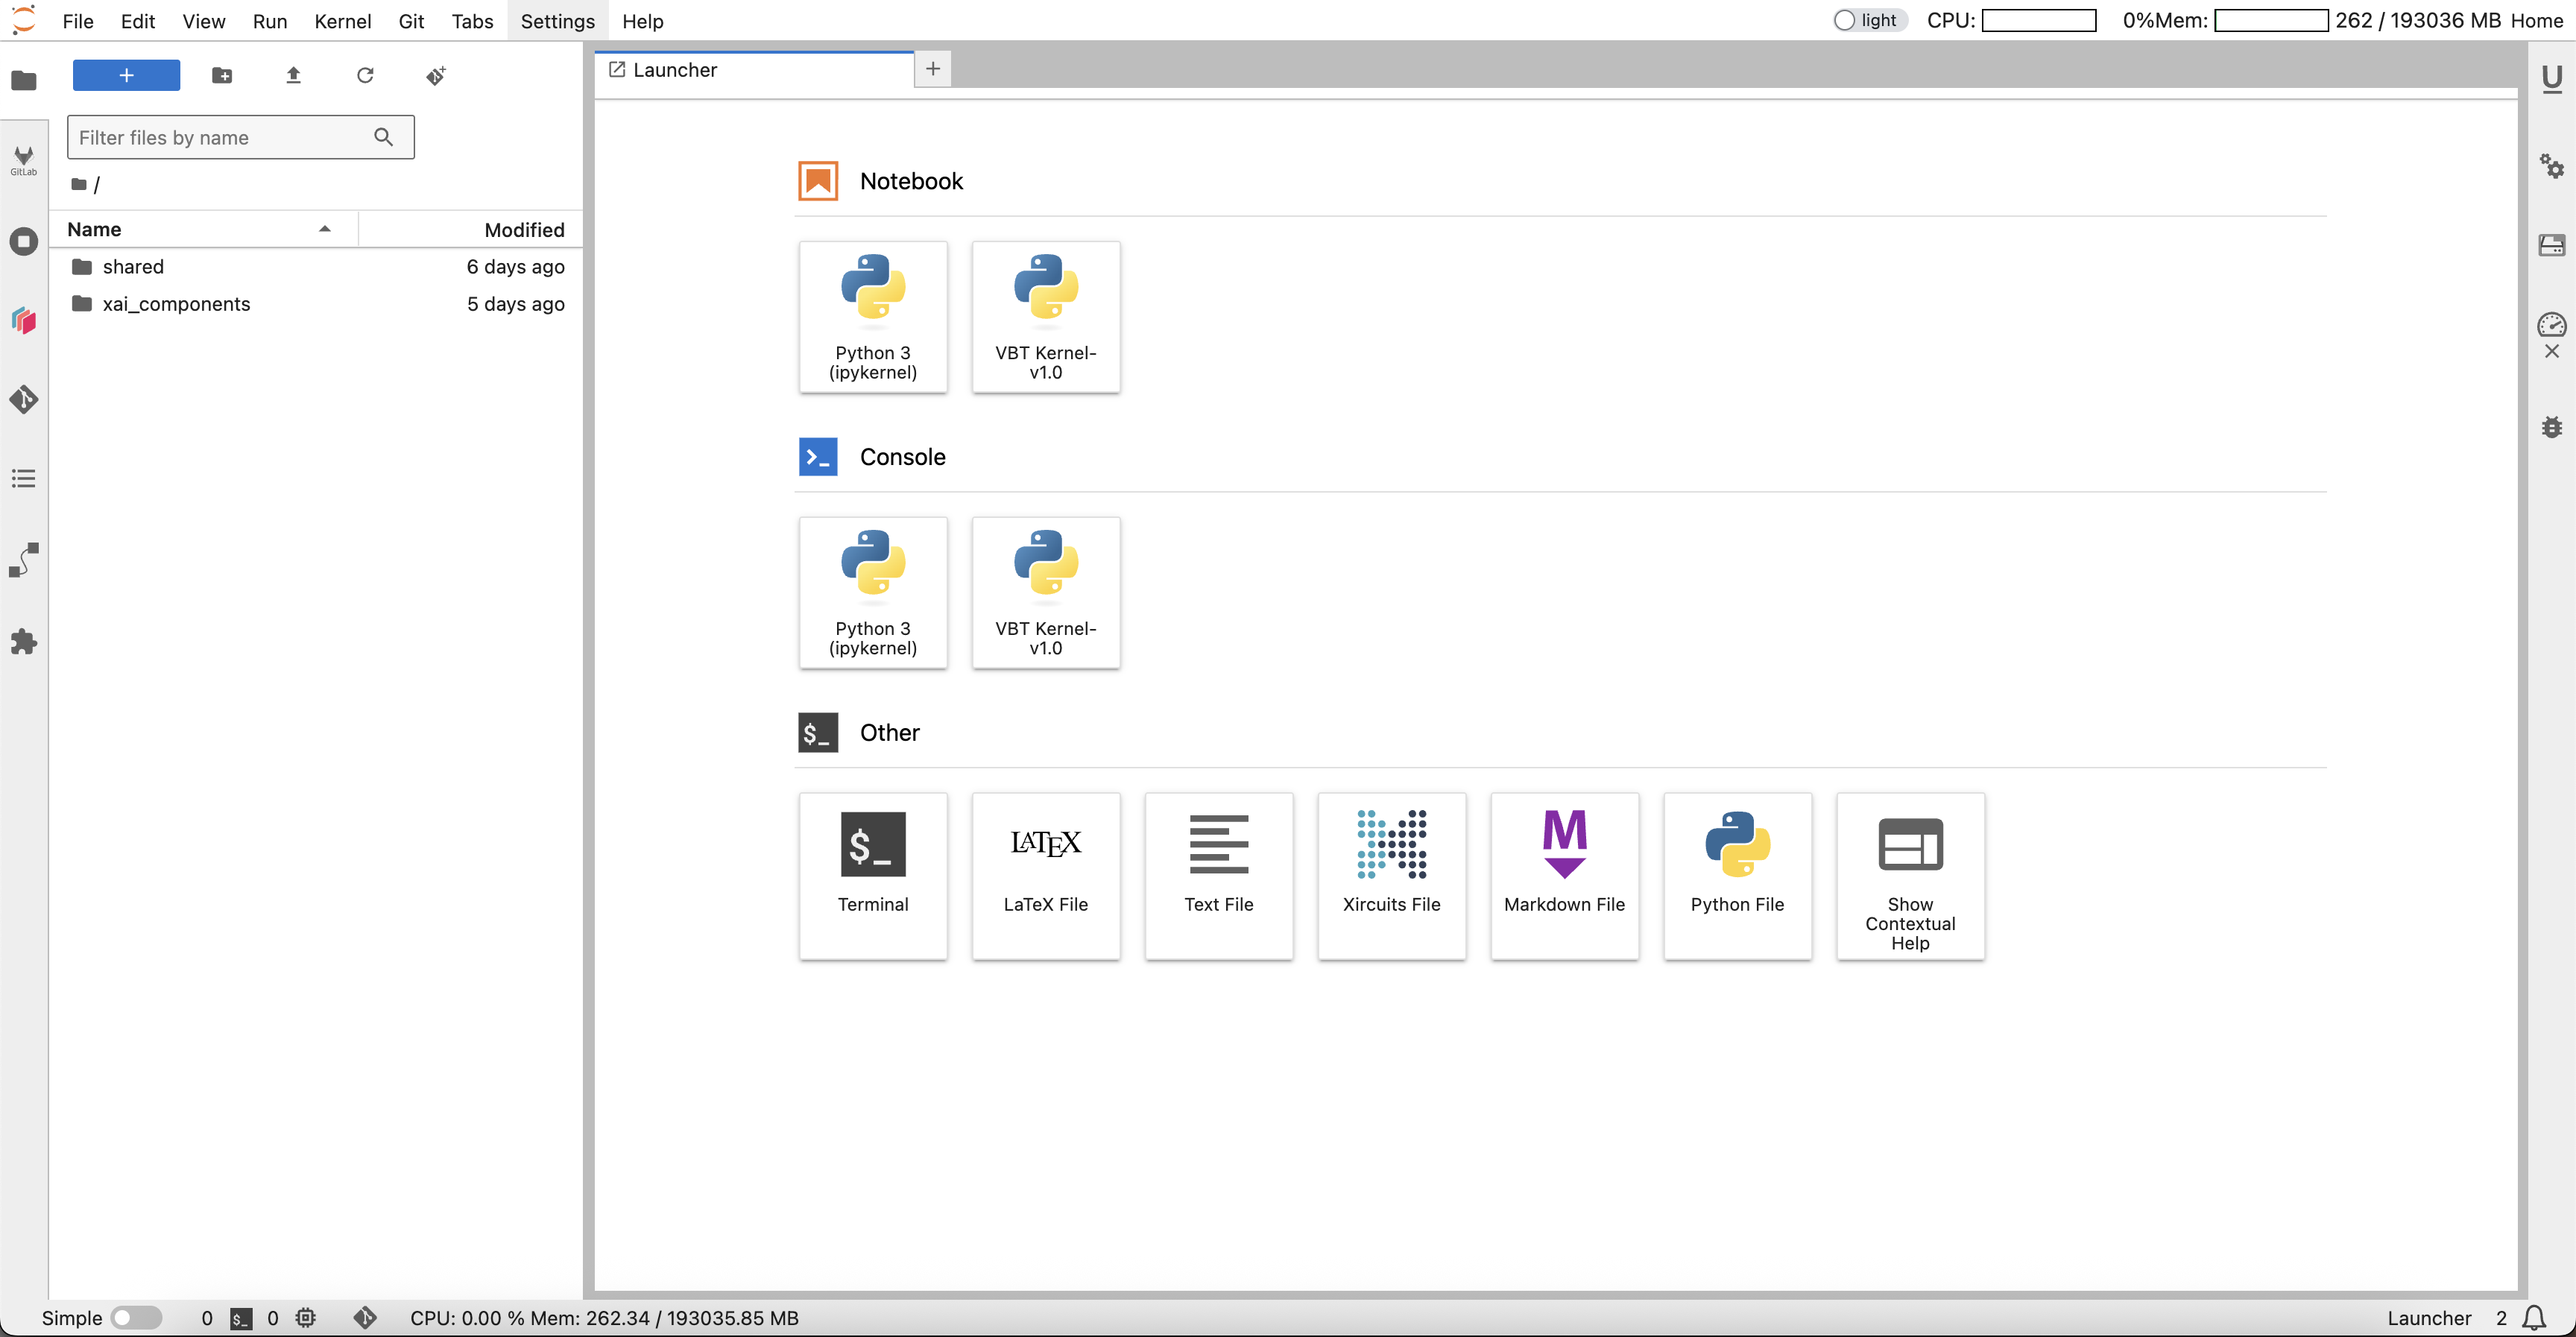 File Edit View Run Kernel Git Tabs Settings Help
light CPU: 0% Mem: 262 / 193036 MB Home
+
Filter files by name
GitLab
/
Name Modified
shared 6 days ago
xai_components 5 days ago
Launcher +
U
Notebook
Python 3
(ipykernel)
VBT Kernel-
v1.0
>_ Console
Python 3
(ipykernel)
VBT Kernel-
v1.0
$_ Other
$_
Terminal
LATEX
LaTeX File
Text File
Xircuits File
M
Markdown File
Python File
Show
Contextual
Help
Simple 0 $_ 0 CPU: 0.00 % Mem: 262.34 / 193035.85 MB
Launcher 2